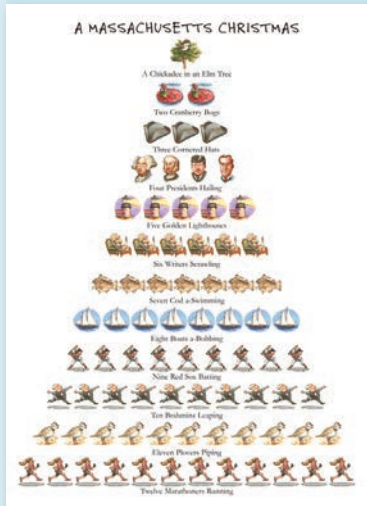 A MASSACHUSETTS CHRISTMAS
A Chickadee in an Elm Tree
Two Cranberry Bogs
Three Cornered Hats
Four Presidents Hailing
Five Golden Lighthouses
Six Writers Scrawling
Seven Cod a-Swimming
Eight Boats a-Bobbing
Nine Red Sox Batting
Ten Brahmins Leaping
Eleven Plovers Piping
Twelve Marathoners Running